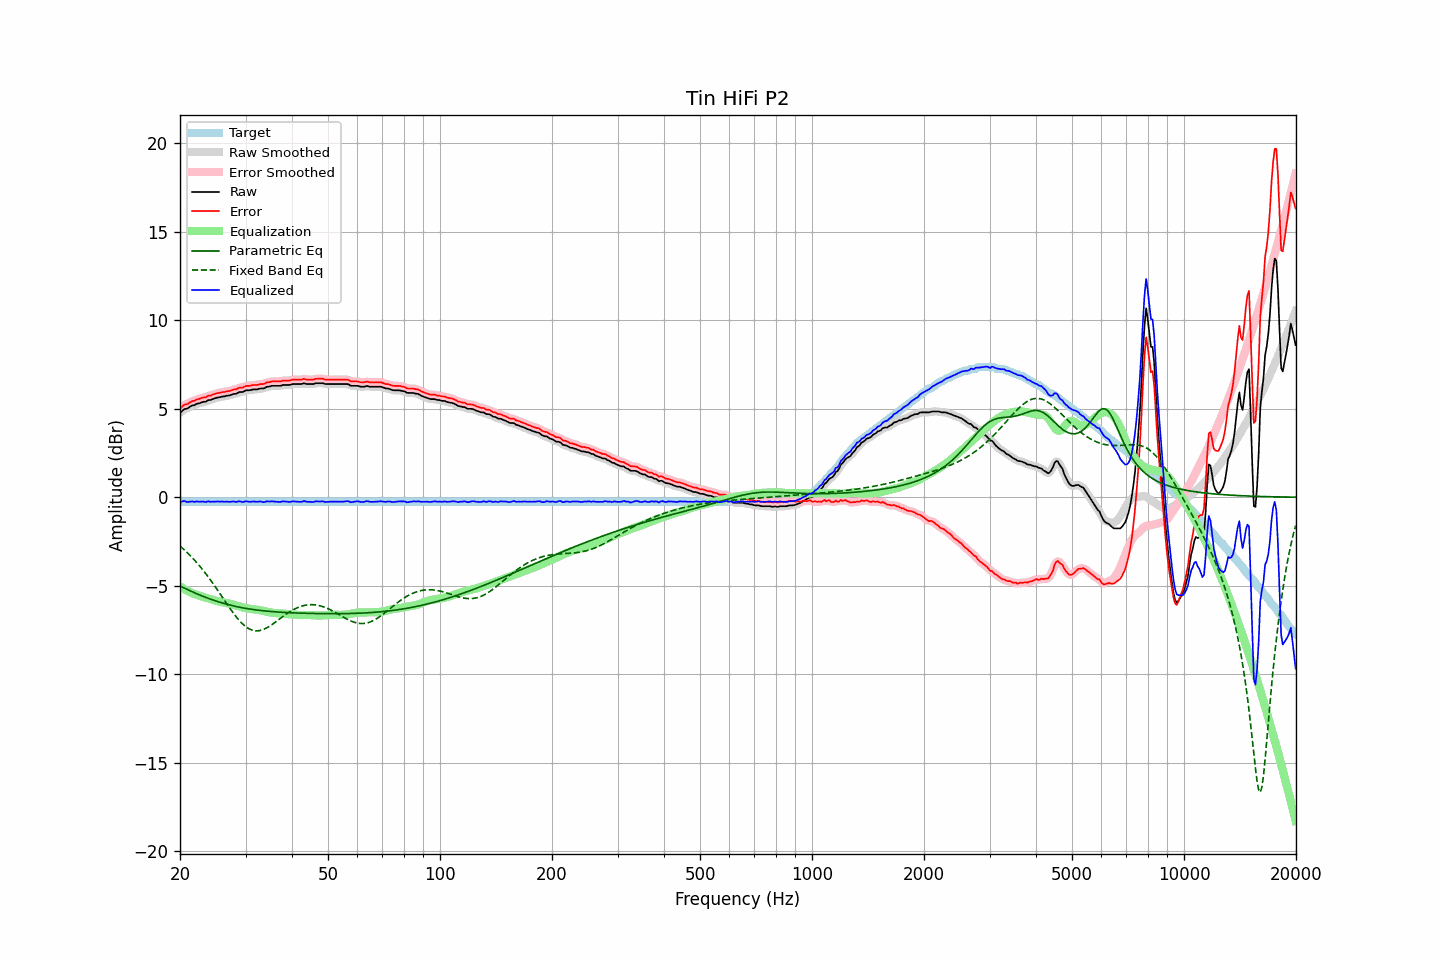 Tin HiFi P2
Target
Raw Smoothed
Error Smoothed
Raw
Error
Equalization
Parametric Eq
Fixed Band Eq
Equalized
20
15
10
5
0
−5
−10
−15
−20
Amplitude (dBr)
20 50 100 200 500 1000 2000 5000 10000 20000
Frequency (Hz)